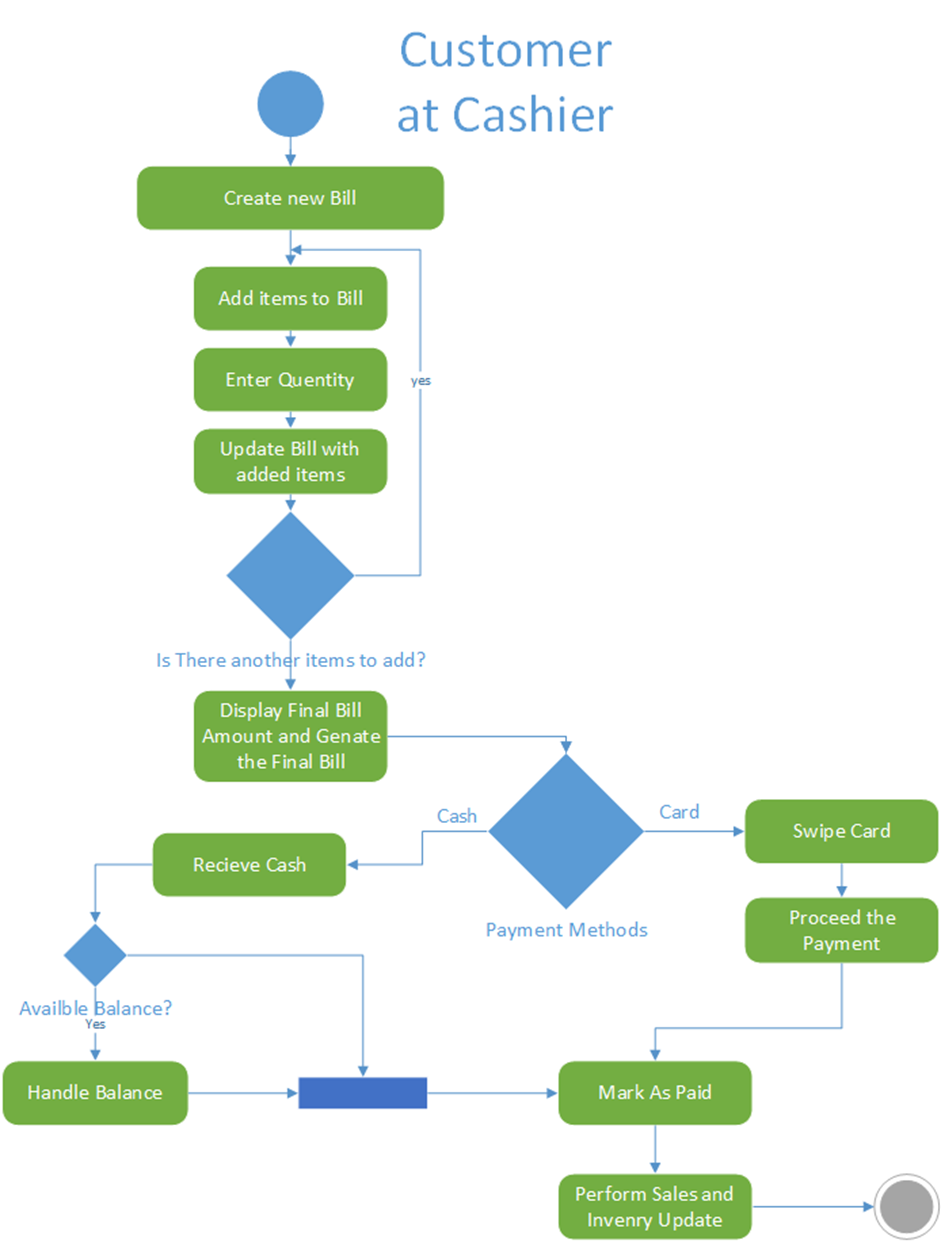 Customer
at Cashier
Create new Bill
Add items to Bill
Enter Quentity
yes
Update Bill with
added items
Is There another items to add?
Display Final Bill
Amount and Genate
the Final Bill
Cash
Card
Swipe Card
Recieve Cash
Payment Methods
Proceed the
Payment
Availble Balance?
Yes
Handle Balance
Mark As Paid
Perform Sales and
Invenry Update